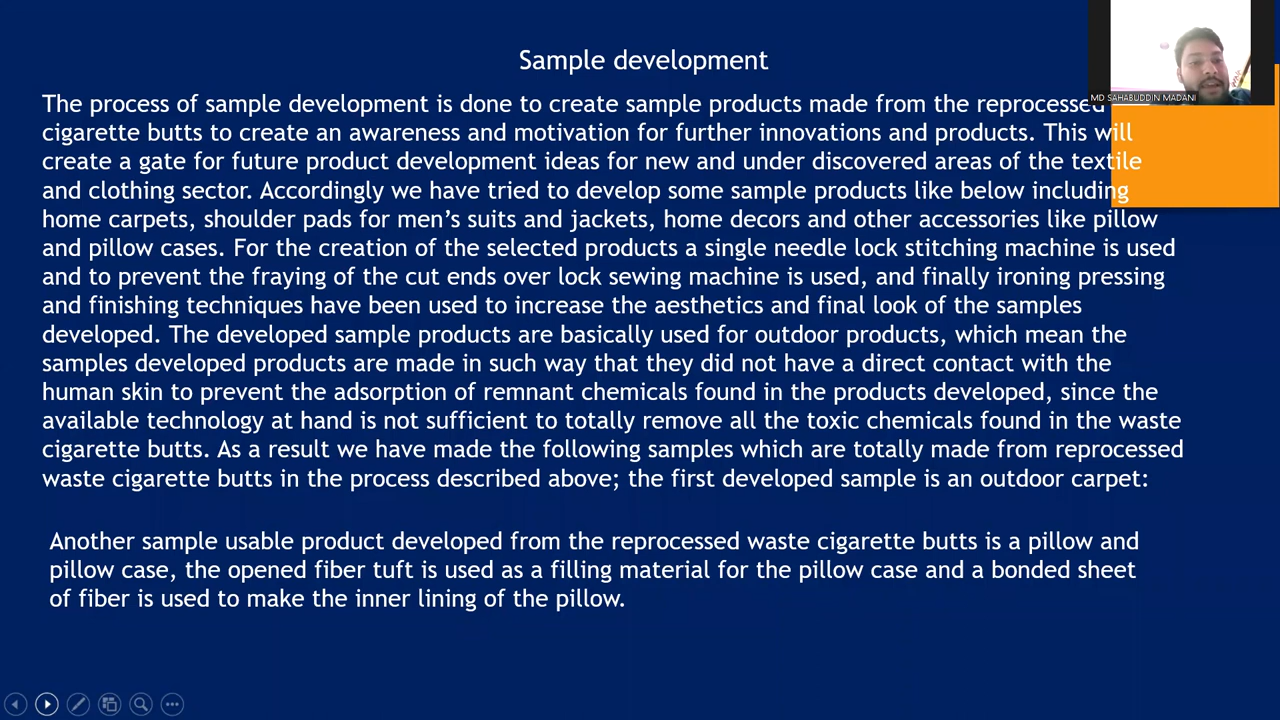 Sample development
MD SAHABUDDIN MADANI
The process of sample development is done to create sample products made from the reprocessed
cigarette butts to create an awareness and motivation for further innovations and products. This will
create a gate for future product development ideas for new and under discovered areas of the textile
and clothing sector. Accordingly we have tried to develop some sample products like below including
home carpets, shoulder pads for men’s suits and jackets, home decors and other accessories like pillow
and pillow cases. For the creation of the selected products a single needle lock stitching machine is used
and to prevent the fraying of the cut ends over lock sewing machine is used, and finally ironing pressing
and finishing techniques have been used to increase the aesthetics and final look of the samples
developed. The developed sample products are basically used for outdoor products, which mean the
samples developed products are made in such way that they did not have a direct contact with the
human skin to prevent the adsorption of remnant chemicals found in the products developed, since the
available technology at hand is not sufficient to totally remove all the toxic chemicals found in the waste
cigarette butts. As a result we have made the following samples which are totally made from reprocessed
waste cigarette butts in the process described above; the first developed sample is an outdoor carpet:
Another sample usable product developed from the reprocessed waste cigarette butts is a pillow and
pillow case, the opened fiber tuft is used as a filling material for the pillow case and a bonded sheet
of fiber is used to make the inner lining of the pillow.